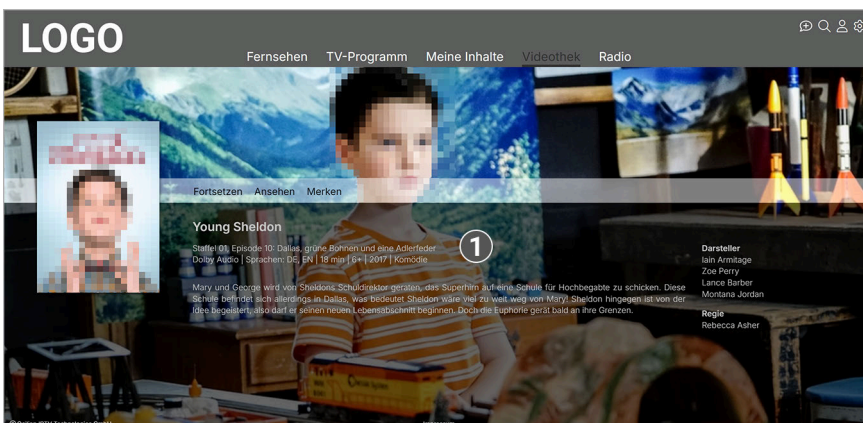 LOGO
Fernsehen TV-Programm Meine Inhalte Videothek Radio
Fortsetzen Ansehen Merken
Young Sheldon
Staffel 01, Episode 10: Dallas, grüne Bohnen und eine Adlerfeder
Dolby Audio | Sprachen: DE, EN | 18 min | 6+ | 2017 | Komödie
1
Mary und George wird von Sheldons Schuldirektor geraten, das Superhirn auf eine Schule für Hochbegabte zu schicken. Diese
Schule befindet sich allerdings in Dallas, was bedeutet Sheldon wäre viel zu weit weg von Mary! Sheldon hingegen ist von der
Idee begeistert, also darf er seinen neuen Lebensabschnitt beginnen. Doch die Euphorie gerät bald an ihre Grenzen.
Darsteller
Iain Armitage
Zoe Perry
Lance Barber
Montana Jordan
Regie
Rebecca Asher